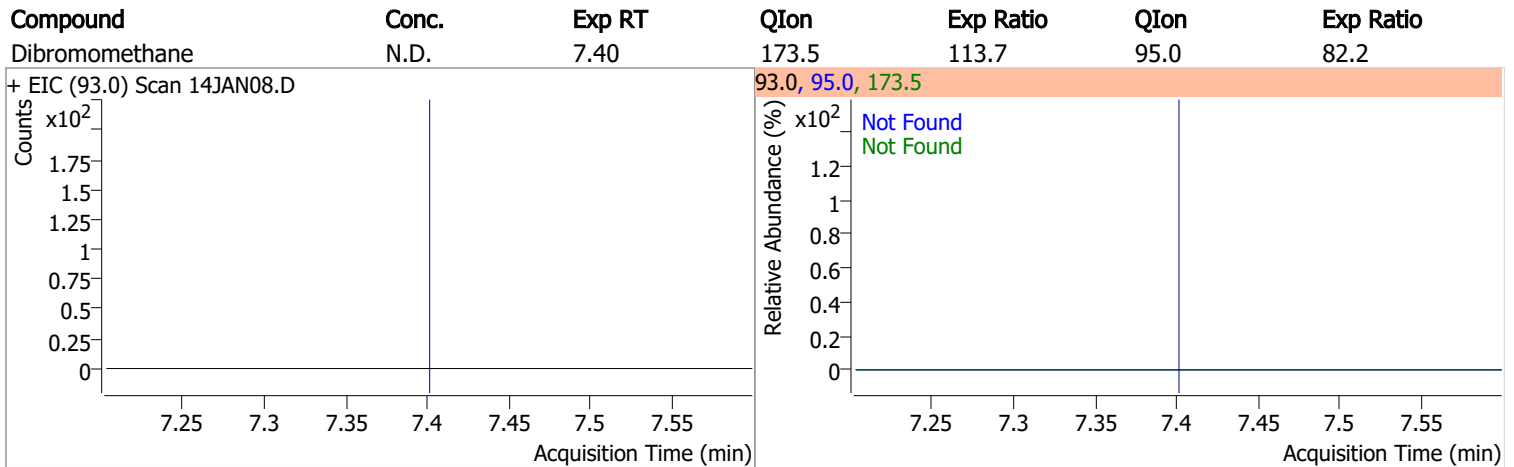 Compound Conc. Exp RT QIon Exp Ratio QIon Exp Ratio
Dibromomethane N.D. 7.40 173.5 113.7 95.0 82.2
+ EIC (93.0) Scan 14JAN08.D
Counts
x10²
1.75
1.5
1.25
1
0.75
0.5
0.25
0
7.25 7.3 7.35 7.4 7.45 7.5 7.55
Acquisition Time (min)
93.0, 95.0, 173.5
Relative Abundance (%)
x10²
Not Found
Not Found
1.2
1
0.8
0.6
0.4
0.2
0
7.25 7.3 7.35 7.4 7.45 7.5 7.55
Acquisition Time (min)